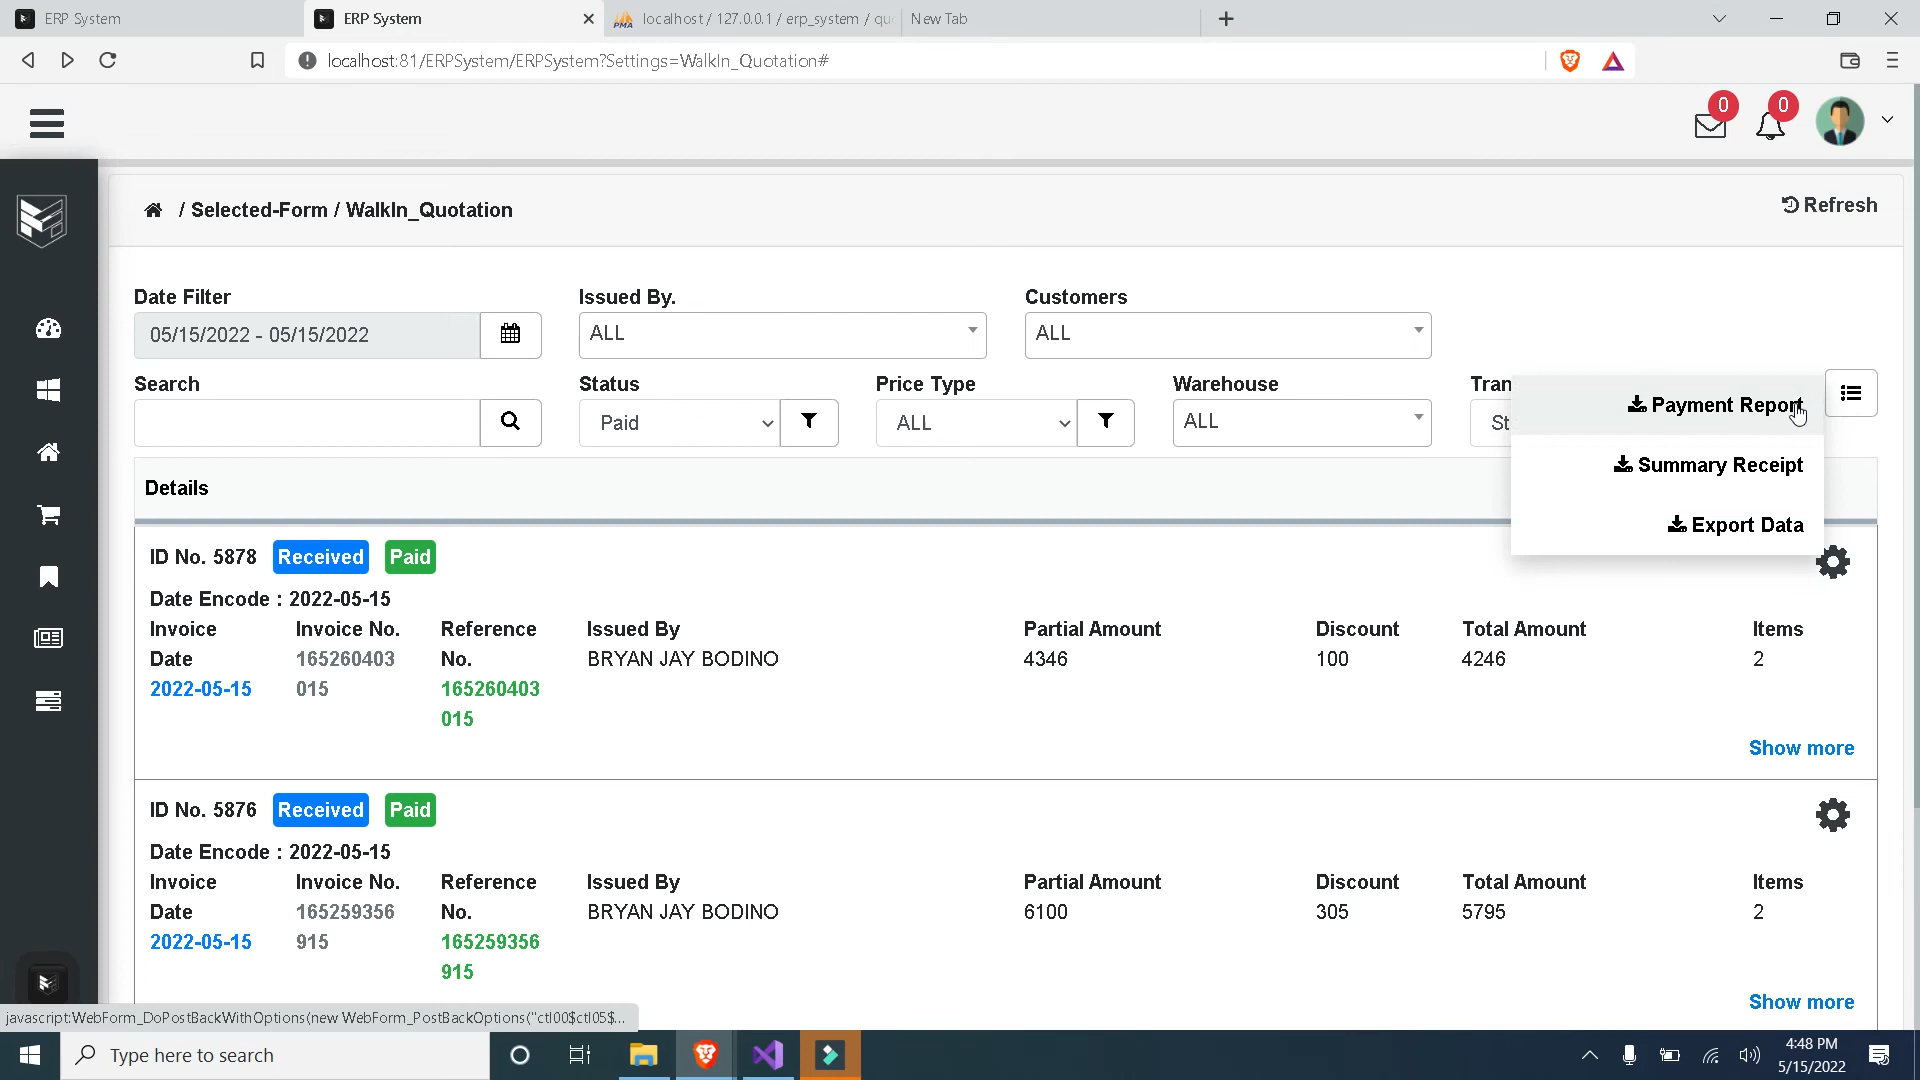 ERP System
ERP System
PMA
localhost / 127.0.0.1 / erp_system / quo
New Tab
localhost:81/ERPSystem/ERPSystem?Settings=WalkIn_Quotation#
0
0
/ Selected-Form / WalkIn_Quotation
Refresh
Date Filter
Issued By.
Customers
05/15/2022 - 05/15/2022
ALL
ALL
Search
Status
Price Type
Warehouse
Tran
Paid
ALL
ALL
St
Payment Report
Summary Receipt
Export Data
Details
ID No. 5878 Received Paid
Date Encode : 2022-05-15
Invoice Date
Invoice No.
Reference No.
Issued By
Partial Amount
Discount
Total Amount
Items
2022-05-15
165260403
015
165260403
015
BRYAN JAY BODINO
4346
100
4246
2
Show more
ID No. 5876 Received Paid
Date Encode : 2022-05-15
Invoice Date
Invoice No.
Reference No.
Issued By
Partial Amount
Discount
Total Amount
Items
2022-05-15
165259356
915
165259356
915
BRYAN JAY BODINO
6100
305
5795
2
Show more
javascript:WebForm_DoPostBackWithOptions(new WebForm_PostBackOptions("ctl00$ctl05$...
Type here to search
4:48 PM
5/15/2022